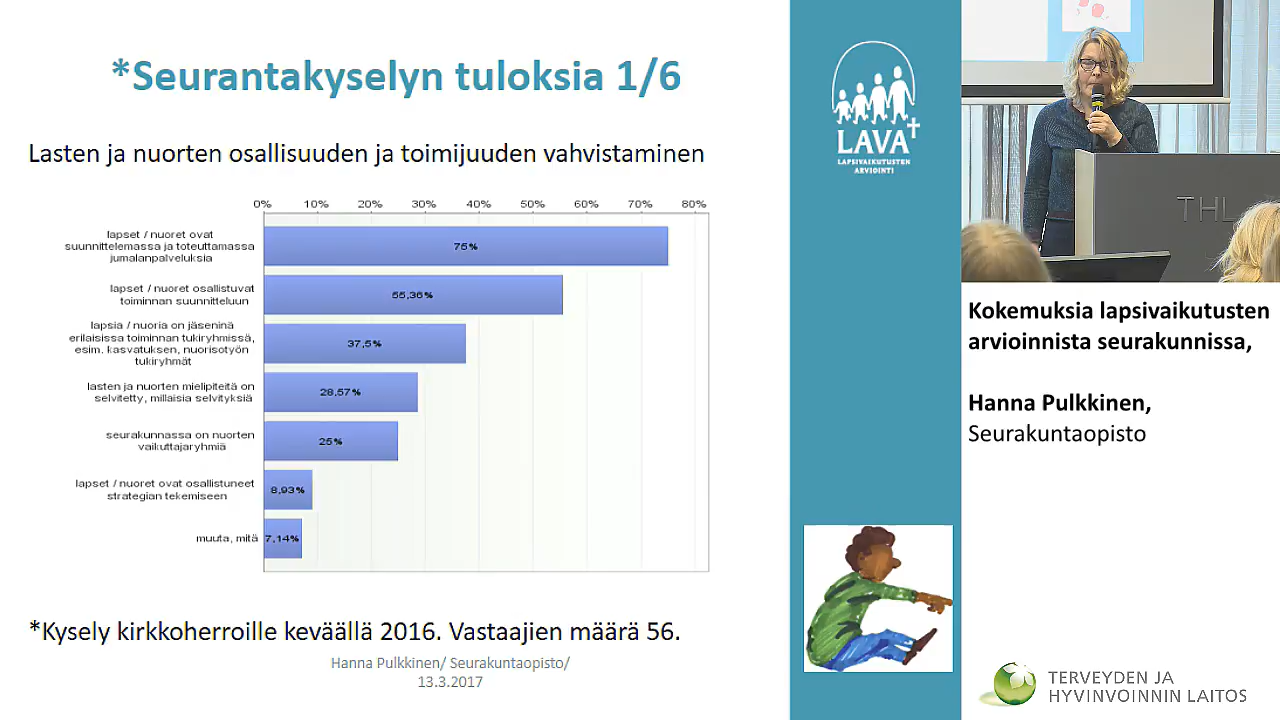 *Seurantakyselyn tuloksia 1/6
Lasten ja nuorten osallisuuden ja toimijuuden vahvistaminen
0% 10% 20% 30% 40% 50% 60% 70% 80%
lapset / nuoret ovat
suunnittelemassa ja toteuttamassa
jumalanpalveluksia
75%
lapset / nuoret osallistuvat
toiminnan suunnitteluun
55,36%
lapsia / nuoria on jäseninä
erilaisissa toiminnan tukiryhmissä,
esim. kasvatuksen, nuorisotyön
tukiryhmät
37,5%
lasten ja nuorten mielipiteitä on
selvitetty, millaisia selvityksiä
28,57%
seurakunnassa on nuorten
vaikuttajaryhmiä
25%
lapset / nuoret ovat osallistuneet
strategian tekemiseen
8,93%
muuta, mitä
7,14%
*Kysely kirkkoherroille keväällä 2016. Vastaajien määrä 56.
Hanna Pulkkinen/ Seurakuntaopisto/
13.3.2017
LAVA
LAPSIVAIKUTUSTEN
ARVIOINTI
THL
Kokemuksia lapsivaikutusten
arvioinnista seurakunnissa,
Hanna Pulkkinen,
Seurakuntaopisto
TERVEYDEN JA
HYVINVOINNIN LAITOS